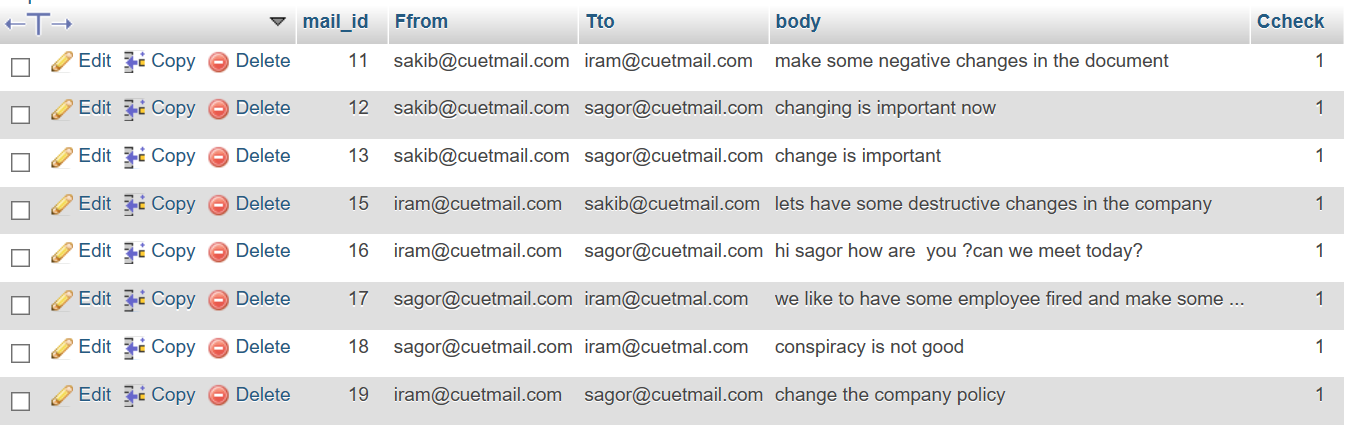 mail_id Ffrom Tto body Ccheck
Edit Copy Delete 11 sakib@cuetmail.com iram@cuetmail.com make some negative changes in the document 1
Edit Copy Delete 12 sakib@cuetmail.com sagor@cuetmail.com changing is important now 1
Edit Copy Delete 13 sakib@cuetmail.com sagor@cuetmail.com change is important 1
Edit Copy Delete 15 iram@cuetmail.com sakib@cuetmail.com lets have some destructive changes in the company 1
Edit Copy Delete 16 iram@cuetmail.com sagor@cuetmail.com hi sagor how are  you ?can we meet today? 1
Edit Copy Delete 17 sagor@cuetmail.com iram@cuetmal.com we like to have some employee fired and make some ... 1
Edit Copy Delete 18 sagor@cuetmail.com iram@cuetmal.com conspiracy is not good 1
Edit Copy Delete 19 iram@cuetmail.com sagor@cuetmail.com change the company policy 1